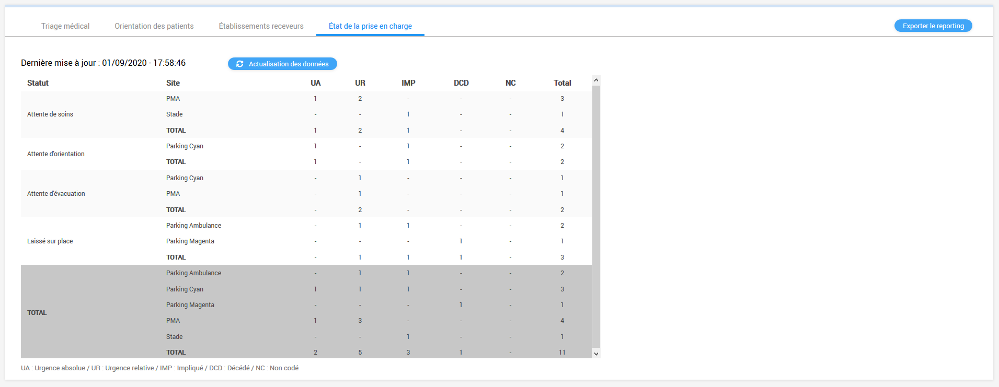 Triage médical Orientation des patients Établissements receveurs État de la prise en charge Exporter le reporting
Dernière mise à jour : 01/09/2020 - 17:58:46 Actualisation des données
Statut Site UA UR IMP DCD NC Total
PMA 1 2 - - - 3
Attente de soins Stade - - 1 - - 1
TOTAL 1 2 1 - - 4
Parking Cyan 1 - 1 - - 2
Attente d'orientation
TOTAL 1 - 1 - - 2
Parking Cyan - 1 - - - 1
Attente d'évacuation PMA - 1 - - - 1
TOTAL - 2 - - - 2
Parking Ambulance - 1 1 - - 2
Laissé sur place Parking Magenta - - - 1 - 1
TOTAL - 1 1 1 - 3
Parking Ambulance - 1 1 - - 2
Parking Cyan 1 1 1 - - 3
Parking Magenta - - - 1 - 1
TOTAL
PMA 1 3 - - - 4
Stade - - 1 - - 1
TOTAL 2 5 3 1 - 11
UA : Urgence absolue / UR : Urgence relative / IMP : Impliqué / DCD : Décédé / NC : Non codé